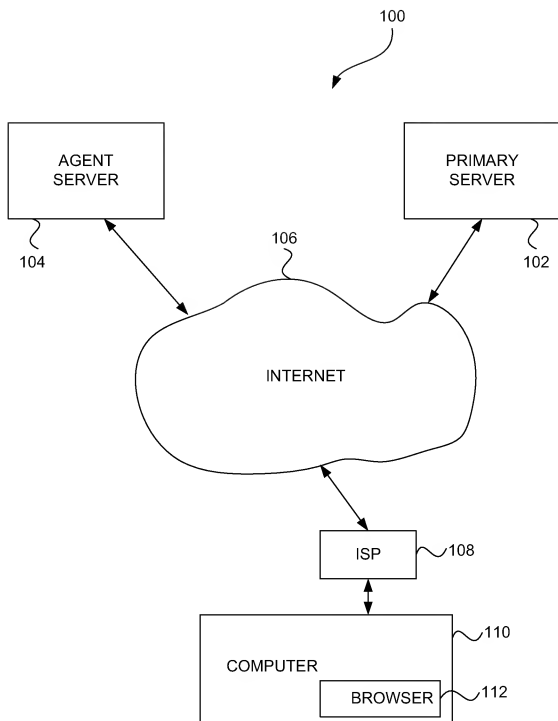 100
AGENT
SERVER
PRIMARY
SERVER
104
106
102
INTERNET
ISP
108
110
COMPUTER
BROWSER
112